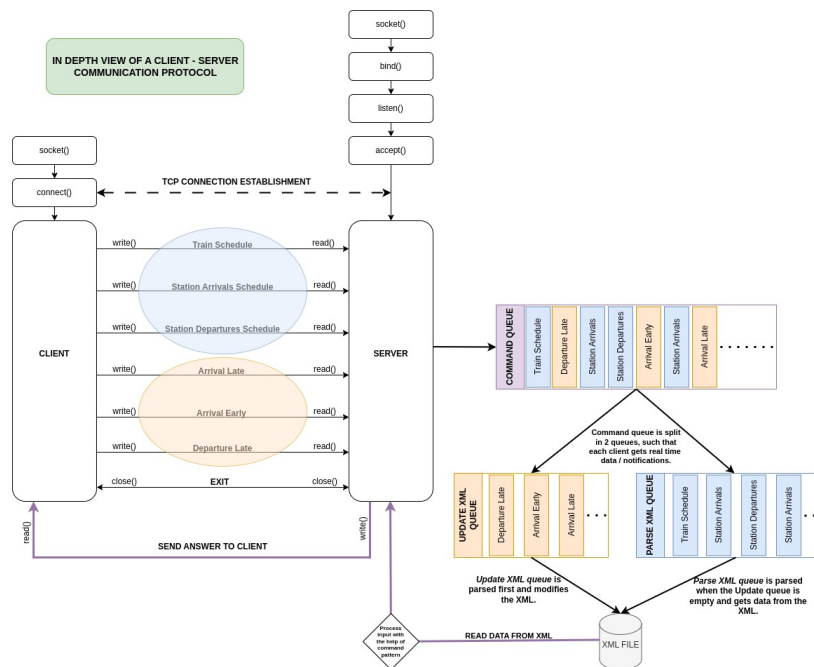 IN DEPTH VIEW OF A CLIENT - SERVER
COMMUNICATION PROTOCOL
socket()
bind()
listen()
accept()
socket()
connect()
TCP CONNECTION ESTABLISHMENT
CLIENT
SERVER
write()
Train Schedule
read()
write()
Station Arrivals Schedule
read()
write()
Station Departures Schedule
read()
write()
Arrival Late
read()
write()
Arrival Early
read()
write()
Departure Late
read()
close()
EXIT
close()
read()
write()
SEND ANSWER TO CLIENT
COMMAND QUEUE
Train Schedule
Departure Late
Station Arrivals
Station Departures
Arrival Early
Station Arrivals
Arrival Late
. . . . . . .
Command queue is split
in 2 queues, such that
each client gets real time
data / notifications.
UPDATE XML
QUEUE
Departure Late
Arrival Early
Arrival Late
. . .
PARSE XML QUEUE
Train Schedule
Station Arrivals
Station Departures
Station Arrivals
. . .
Update XML queue is
parsed first and modifies
the XML.
Parse XML queue is parsed
when the Update queue is
empty and gets data from the
XML.
Process
Input with
the help of
command
pattern
READ DATA FROM XML
XML FILE